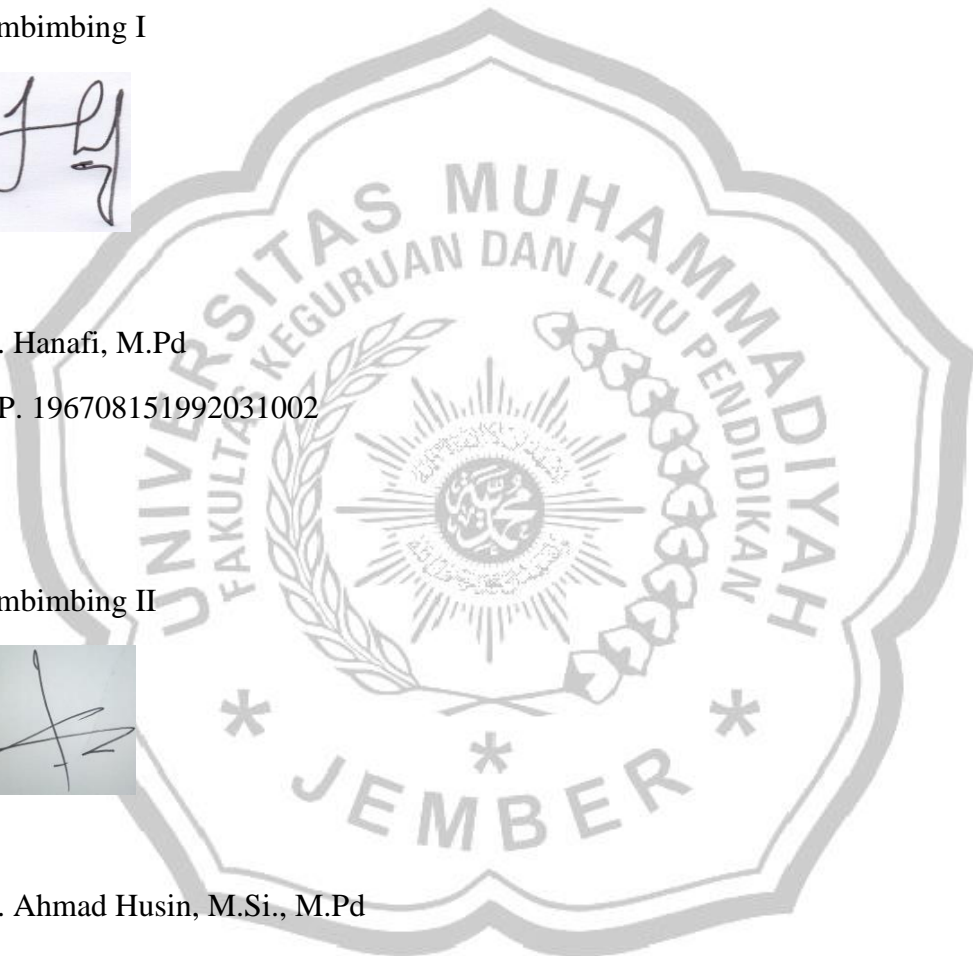 mbimbing I
. Hanafi, M.Pd
P. 196708151992031002
mbimbing II
. Ahmad Husin, M.Si., M.Pd
UNIVERSITAS MUHAMMADIYAH
FAKULTAS KEGURUAN DAN ILMU PENDIDIKAN
* * *
JEMBER